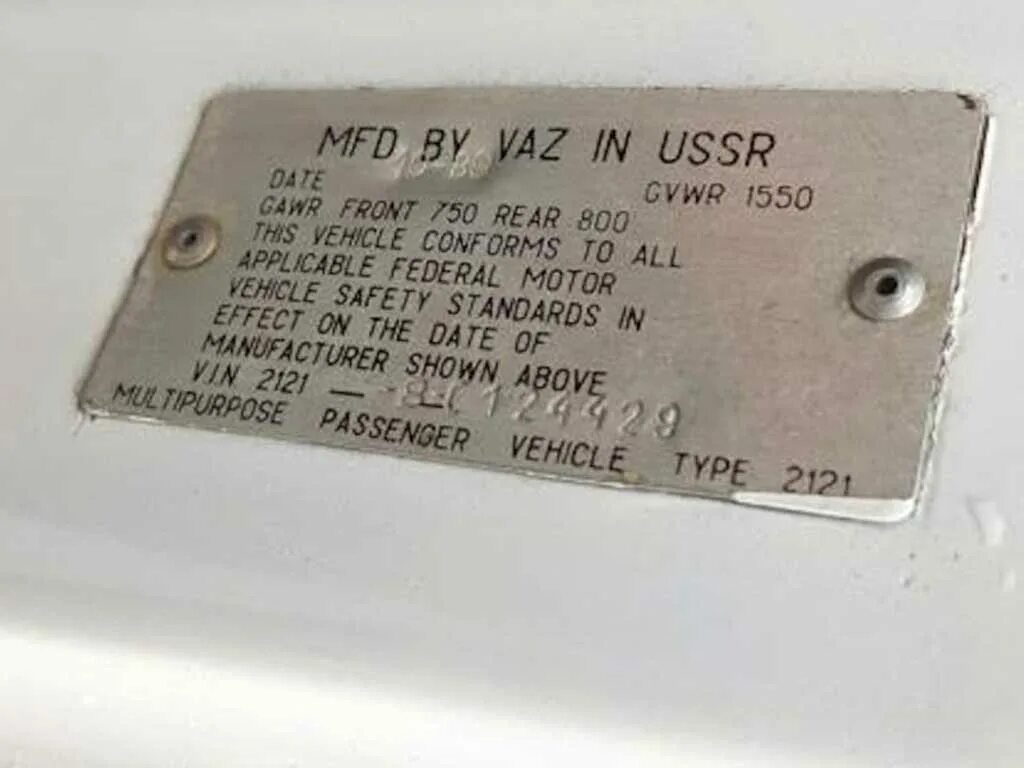 MFD BY VAZ IN USSR
DATE GVWR 1550
GAWR FRONT 750 REAR 800
THIS VEHICLE CONFORMS TO ALL
APPLICABLE FEDERAL MOTOR
VEHICLE SAFETY STANDARDS IN
EFFECT ON THE DATE OF
MANUFACTURER SHOWN ABOVE
V.I.N 2121 — 124429
MULTIPURPOSE PASSENGER VEHICLE TYPE 2121